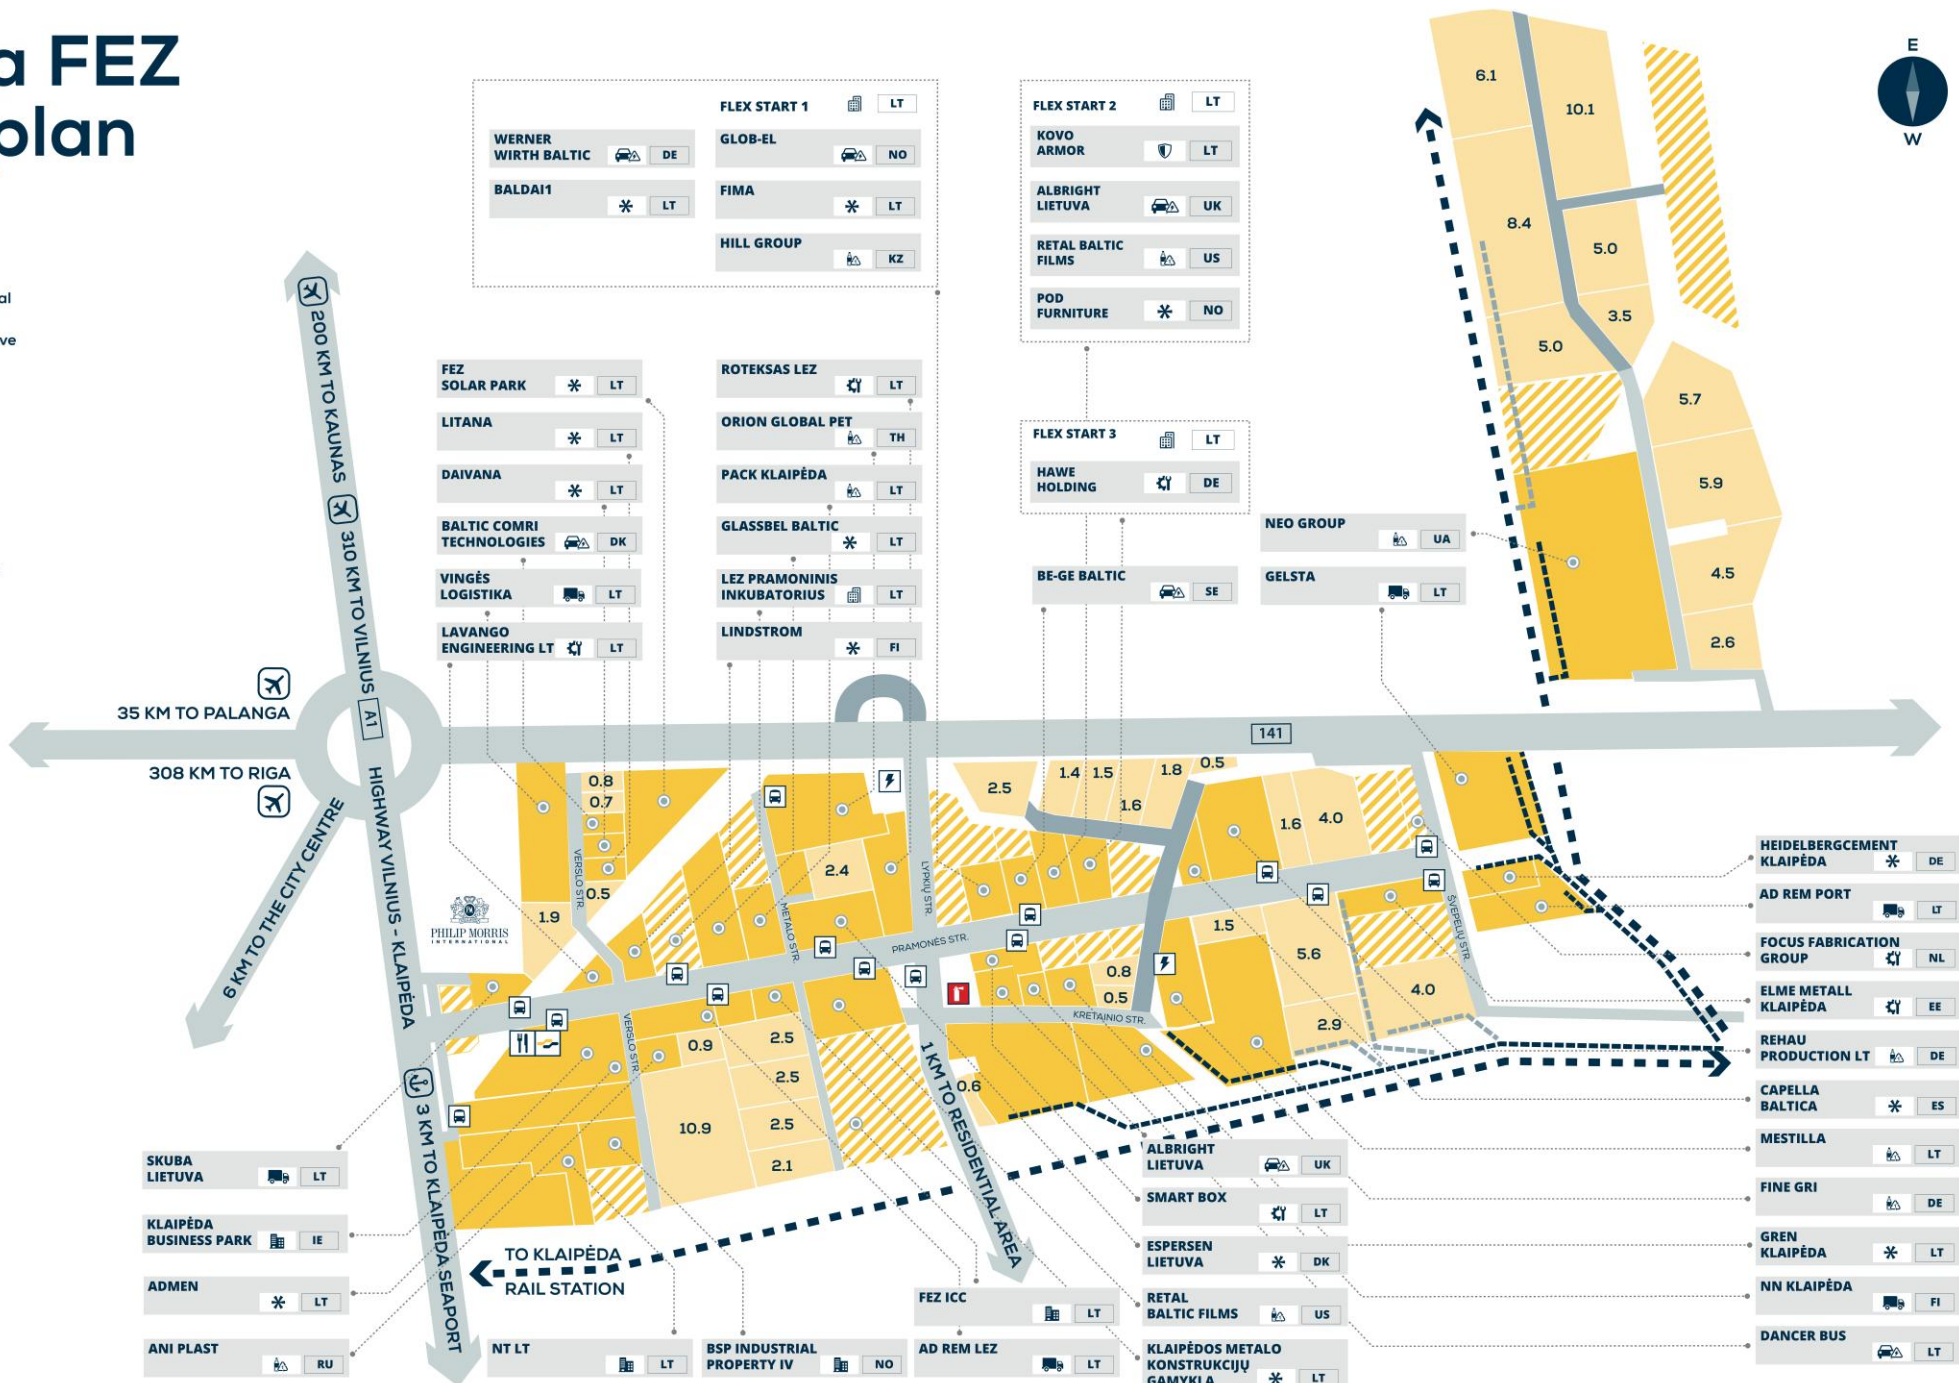 a FEZ
plan
al
ve
E
W
FLEX START 1 LT
WERNER
WIRTH BALTIC DE
GLOB-EL
NO
BALDAI1
LT
FIMA
LT
HILL GROUP
KZ
FLEX START 2 LT
KOVO
ARMOR LT
ALBRIGHT
LIETUVA UK
RETAL BALTIC
FILMS US
POD
FURNITURE NO
FLEX START 3 LT
HAWE
HOLDING DE
FEZ
SOLAR PARK LT
LITANA
LT
DAIVANA
LT
BALTIC COMRI
TECHNOLOGIES DK
VINGĖS
LOGISTIKA LT
LAVANGO
ENGINEERING LT LT
ROTEKSAS LEZ
LT
ORION GLOBAL PET
TH
PACK KLAIPĖDA
LT
GLASSBEL BALTIC
LT
LEZ PRAMONINIS
INKUBATORIUS LT
LINDSTROM
FI
BE-GE BALTIC
SE
NEO GROUP
UA
GELSTA
LT
6.1
10.1
8.4
5.0
3.5
5.0
5.7
5.9
4.5
2.6
200 KM TO KAUNAS
310 KM TO VILNIUS
A1
35 KM TO PALANGA
308 KM TO RIGA
6 KM TO THE CITY CENTRE
HIGHWAY VILNIUS - KLAIPĖDA
3 KM TO KLAIPĖDA SEAPORT
141
PHILIP MORRIS
INTERNATIONAL
0.8
0.7
0.5
1.9
VERSLO STR.
2.4
METALO STR.
LYPKIŲ STR.
PRAMONĖS STR.
2.5
1.4
1.5
1.6
1.8
0.5
1.6
4.0
1.5
5.6
2.9
4.0
ŠVEPELIŲ STR.
0.8
0.5
KRETAINIO STR.
VERSLO STR.
0.9
2.5
2.5
10.9
2.5
2.1
0.6
1 KM TO RESIDENTIAL AREA
TO KLAIPĖDA
RAIL STATION
SKUBA
LIETUVA LT
KLAIPĖDA
BUSINESS PARK IE
ADMEN
LT
ANI PLAST
RU
NT LT
LT
BSP INDUSTRIAL
PROPERTY IV NO
FEZ ICC
LT
AD REM LEZ
LT
ALBRIGHT
LIETUVA UK
SMART BOX
LT
ESPERSEN
LIETUVA DK
RETAL
BALTIC FILMS US
KLAIPĖDOS METALO
KONSTRUKCIJŲ
GAMYKLA LT
HEIDELBERGCEMENT
KLAIPĖDA DE
AD REM PORT
LT
FOCUS FABRICATION
GROUP NL
ELME METALL
KLAIPĖDA EE
REHAU
PRODUCTION LT DE
CAPELLA
BALTICA ES
MESTILLA
LT
FINE GRI
DE
GREN
KLAIPĖDA LT
NN KLAIPĖDA
FI
DANCER BUS
LT